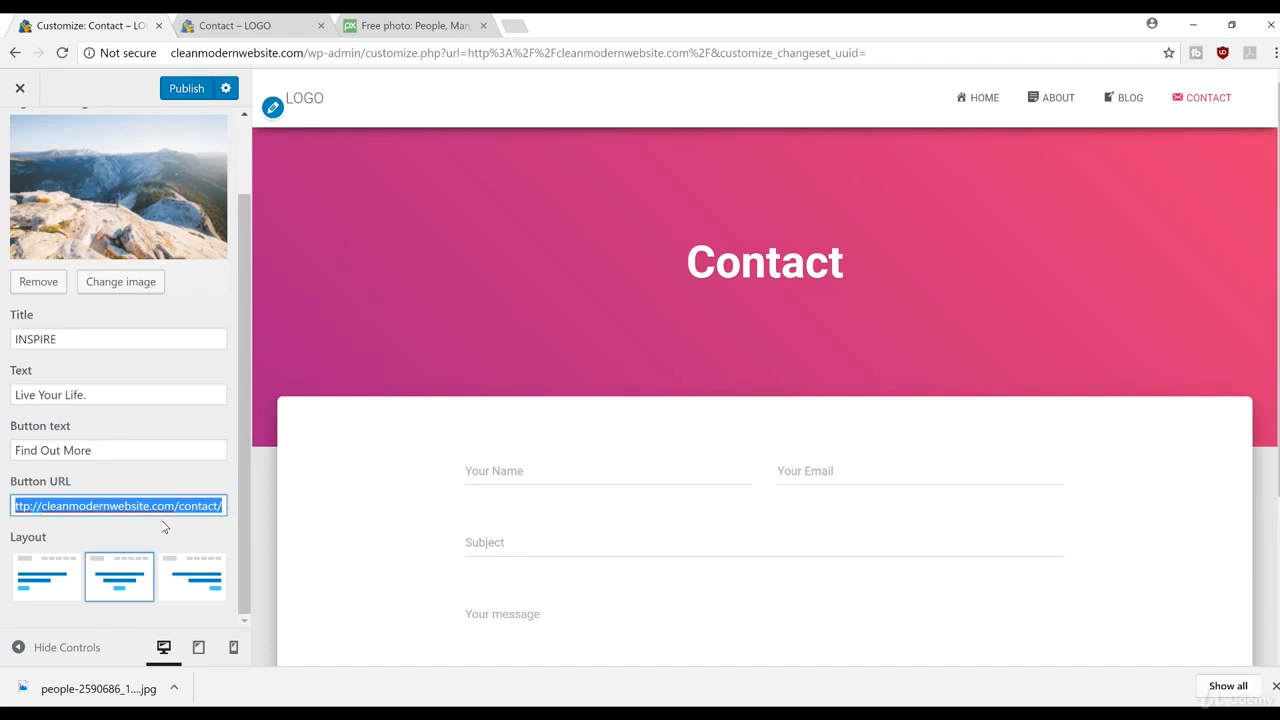 Customize: Contact – LO
Contact – LOGO
Free photo: People, Man,
Not secure
cleanmodernwebsite.com/wp-admin/customize.php?url=http%3A%2F%2Fcleanmodernwebsite.com%2F&customize_changeset_uuid=
Publish
LOGO
HOME
ABOUT
BLOG
CONTACT
Contact
Remove
Change image
Title
INSPIRE
Text
Live Your Life.
Button text
Find Out More
Button URL
ttp://cleanmodernwebsite.com/contact/
Layout
Your Name
Your Email
Subject
Your message
Hide Controls
people-2590686_1....jpg
Show all
Udemy